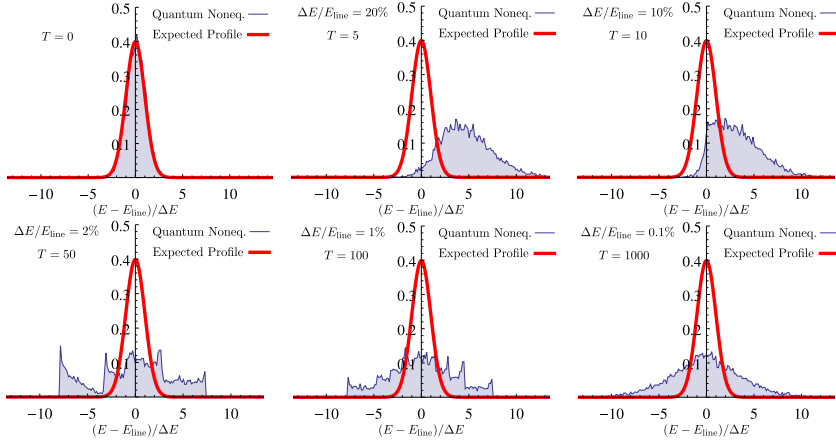 0.5
Quantum Noneq.
T = 0
Expected Profile
0.4
0.3
0.2
0.1
−10 −5 0 5 10
(E − E_line)/ΔE
0.5
ΔE/E_line = 20% Quantum Noneq.
T = 5 Expected Profile
0.4
0.3
0.2
0.1
−10 −5 0 5 10
(E − E_line)/ΔE
0.5
ΔE/E_line = 10% Quantum Noneq.
T = 10 Expected Profile
0.4
0.3
0.2
0.1
−10 −5 0 5 10
(E − E_line)/ΔE
0.5
ΔE/E_line = 2% Quantum Noneq.
T = 50 Expected Profile
0.4
0.3
0.2
0.1
−10 −5 0 5 10
(E − E_line)/ΔE
0.5
ΔE/E_line = 1% Quantum Noneq.
T = 100 Expected Profile
0.4
0.3
0.2
0.1
−10 −5 0 5 10
(E − E_line)/ΔE
0.5
ΔE/E_line = 0.1% Quantum Noneq.
T = 1000 Expected Profile
0.4
0.3
0.2
0.1
−10 −5 0 5 10
(E − E_line)/ΔE